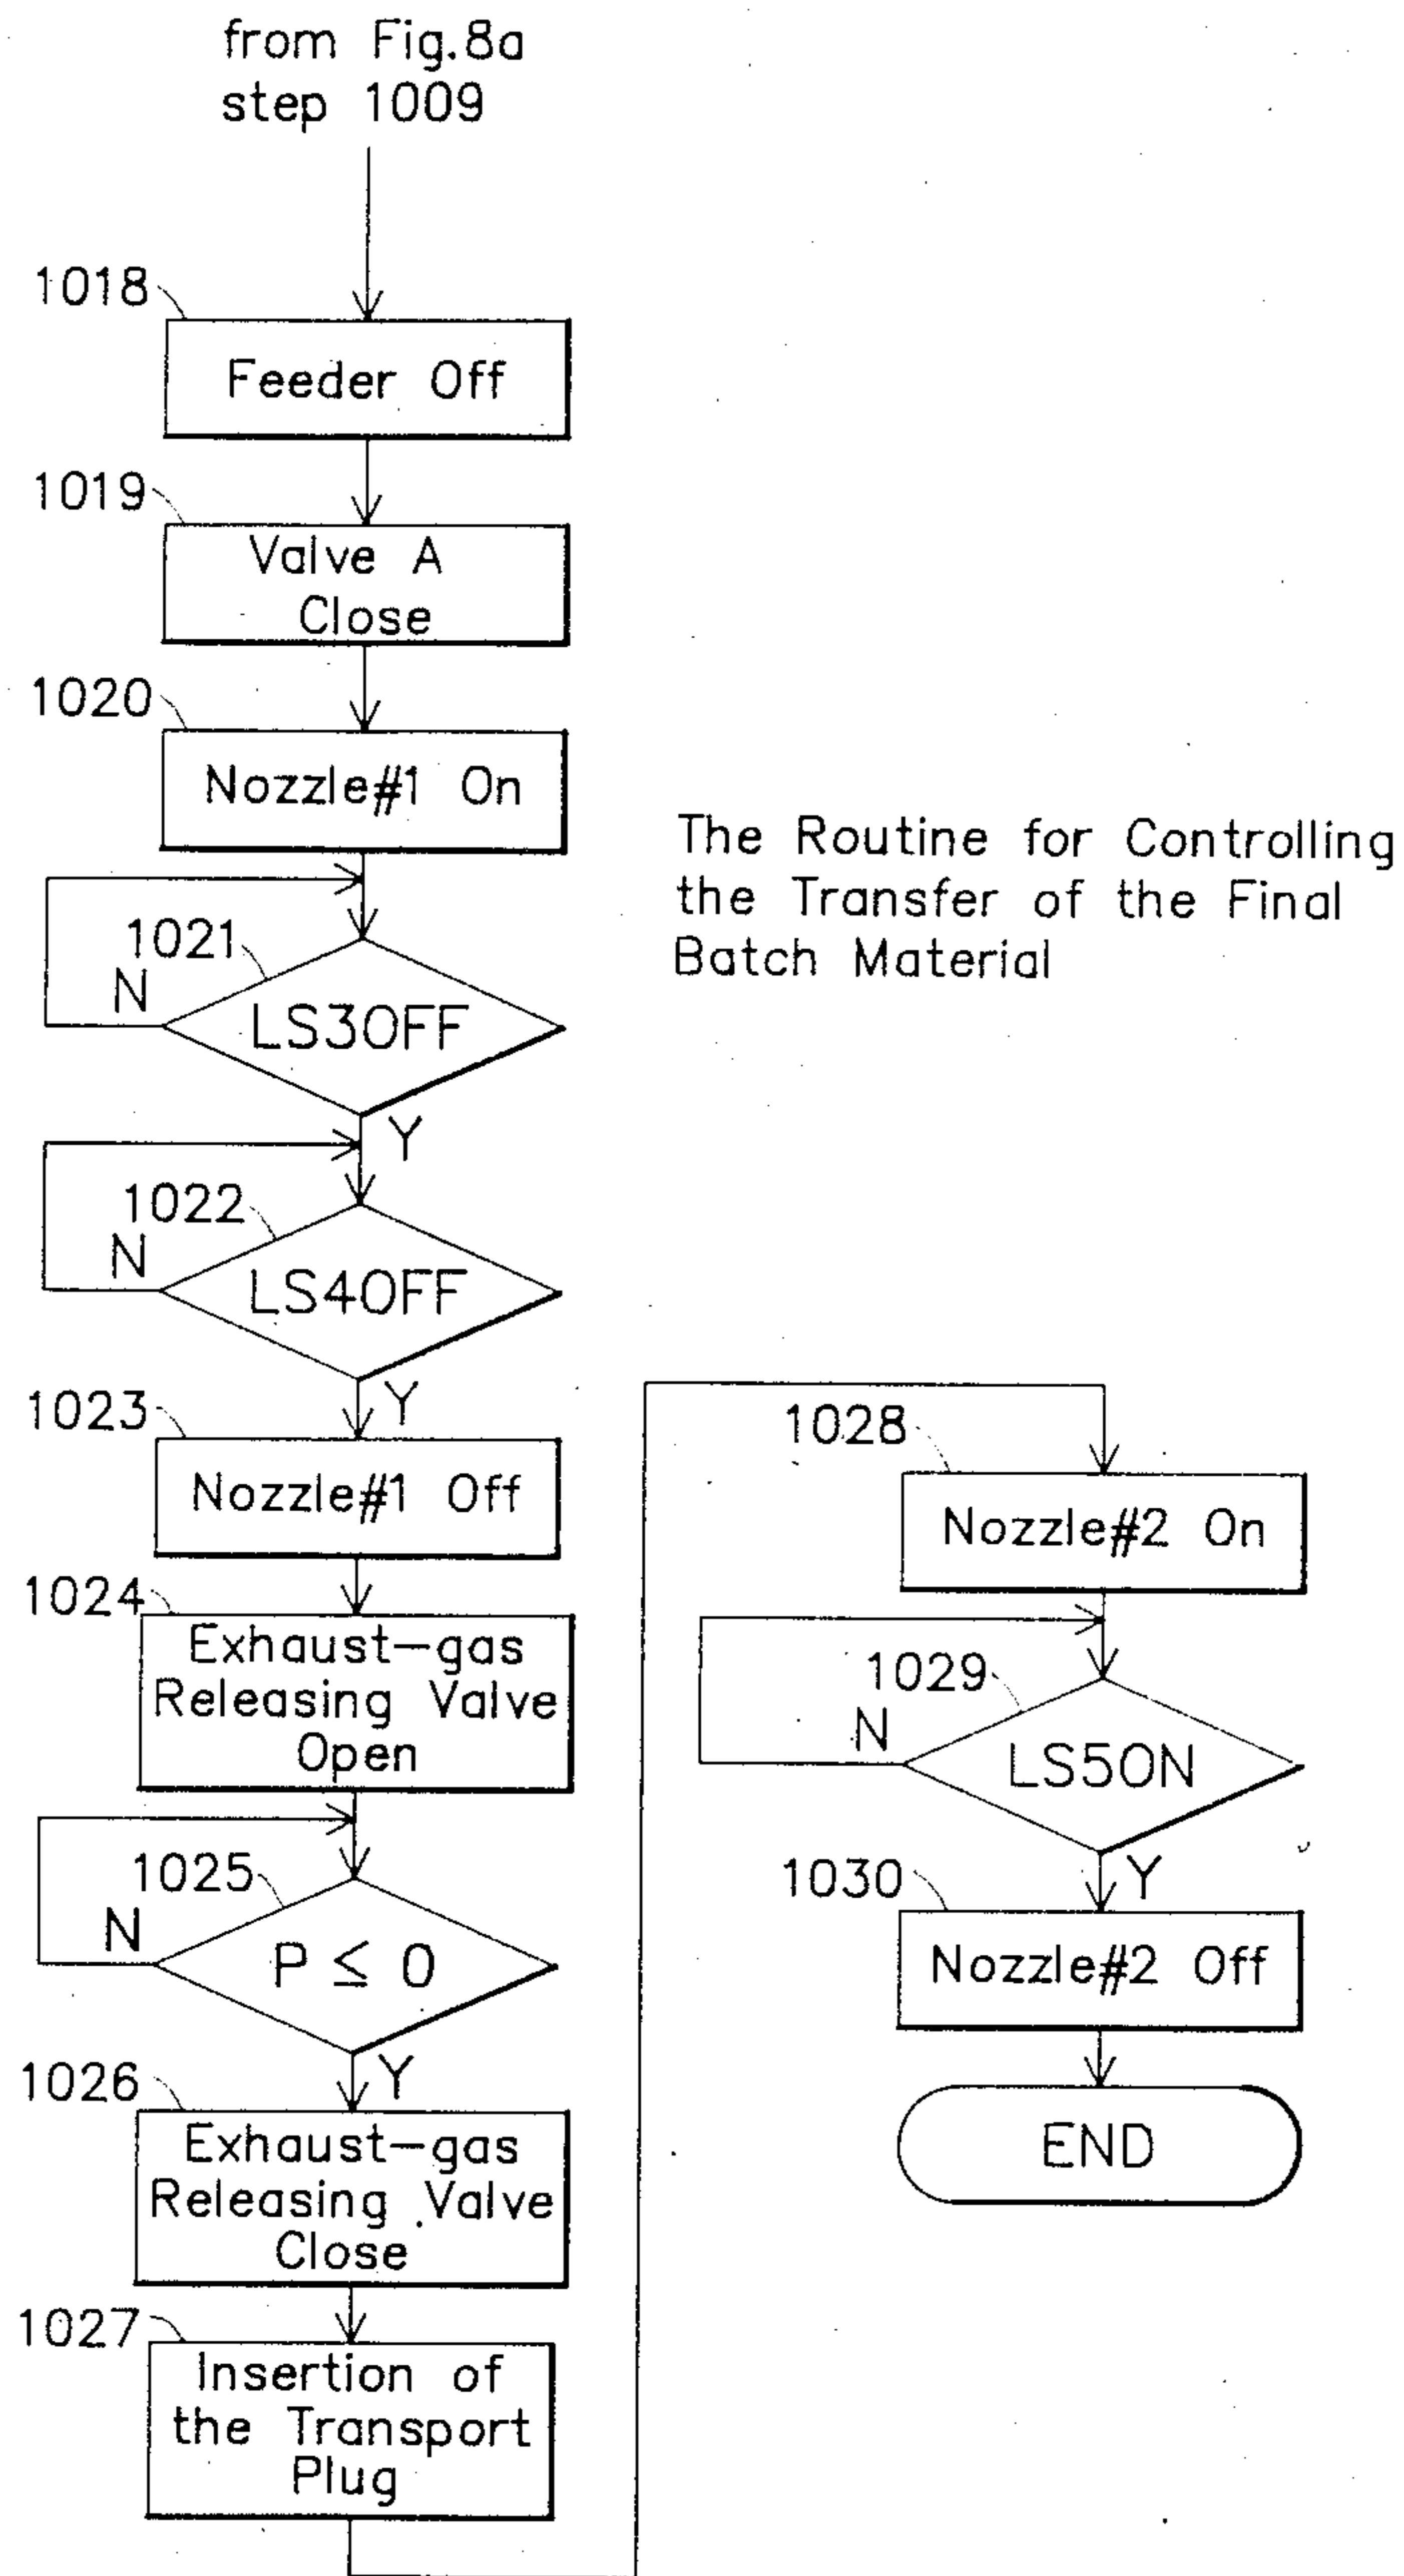 from Fig.8a
step 1009
1018
Feeder Off
1019
Valve A
Close
1020
Nozzle#1 On
The Routine for Controlling
the Transfer of the Final
Batch Material
1021
N
LS3OFF
Y
1022
N
LS4OFF
Y
1023
Nozzle#1 Off
1024
Exhaust-gas
Releasing Valve
Open
1025
N
P ≤ 0
Y
1026
Exhaust-gas
Releasing Valve
Close
1027
Insertion of
the Transport
Plug
1028
Nozzle#2 On
1029
N
LS5ON
Y
1030
Nozzle#2 Off
END